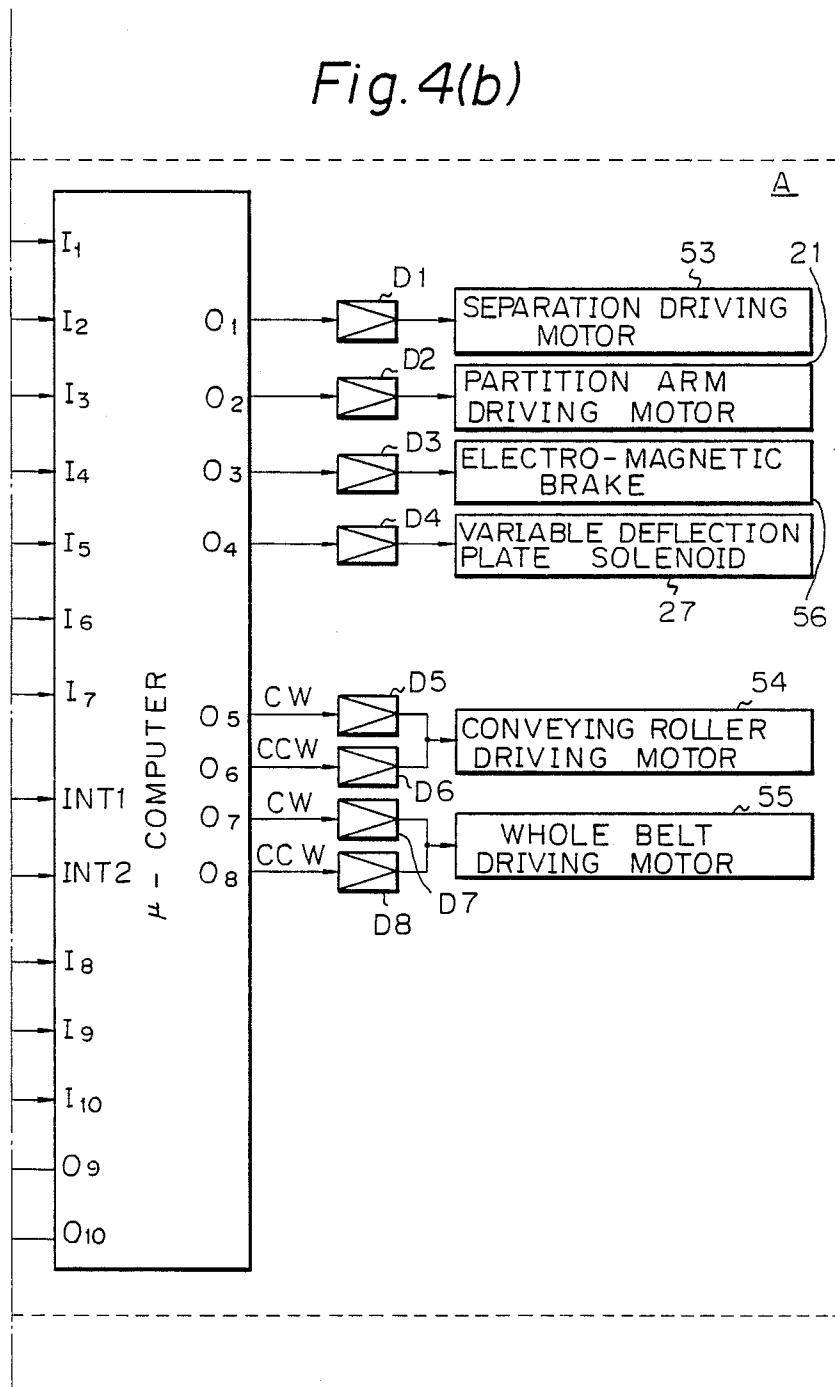 Fig. 4(b)
A
I1
I2
I3
I4
I5
I6
I7
INT1
INT2
I8
I9
I10
O9
O10
μ - COMPUTER
O1
O2
O3
O4
O5
O6
O7
O8
CW
CCW
CW
CCW
D1
D2
D3
D4
D5
D6
D7
D8
53
SEPARATION DRIVING
MOTOR
21
PARTITION ARM
DRIVING MOTOR
ELECTRO-MAGNETIC
BRAKE
56
VARIABLE DEFLECTION
PLATE SOLENOID
27
54
CONVEYING ROLLER
DRIVING MOTOR
55
WHOLE BELT
DRIVING MOTOR